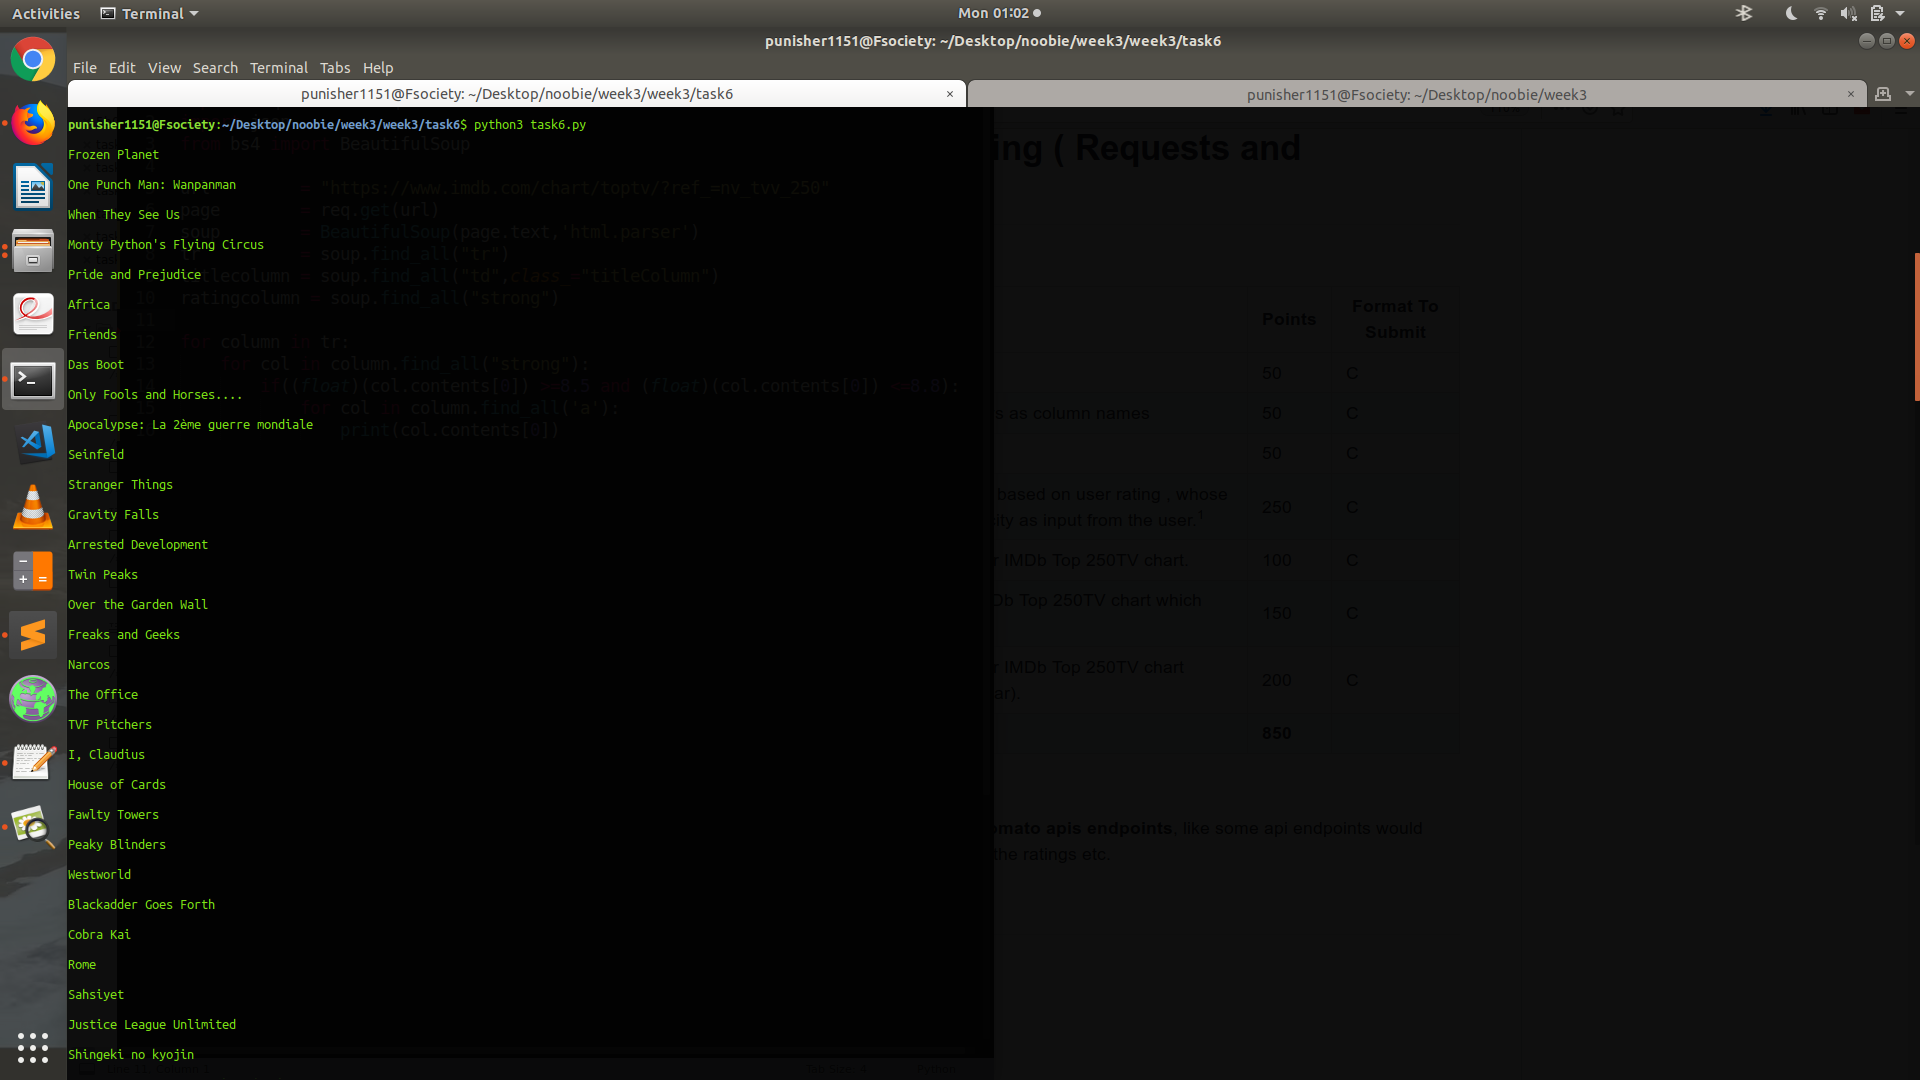 Activities
Terminal
Mon 01:02
punisher1151@Fsociety: ~/Desktop/noobie/week3/week3/task6
File Edit View Search Terminal Tabs Help
punisher1151@Fsociety: ~/Desktop/noobie/week3/week3/task6 ×
punisher1151@Fsociety: ~/Desktop/noobie/week3 ×
punisher1151@Fsociety:~/Desktop/noobie/week3/week3/task6$ python3 task6.py
Frozen Planet
One Punch Man: Wanpanman
When They See Us
Monty Python's Flying Circus
Pride and Prejudice
Africa
Friends
Das Boot
Only Fools and Horses....
Apocalypse: La 2ème guerre mondiale
Seinfeld
Stranger Things
Gravity Falls
Arrested Development
Twin Peaks
Over the Garden Wall
Freaks and Geeks
Narcos
The Office
TVF Pitchers
I, Claudius
House of Cards
Fawlty Towers
Peaky Blinders
Westworld
Blackadder Goes Forth
Cobra Kai
Rome
Sahsiyet
Justice League Unlimited
Shingeki no kyojin
bs4 import BeautifulSoup
= "https://www.imdb.com/chart/toptv/?ref_=nv_tvv_250"
page = req.get(url)
soup = BeautifulSoup(page.text,'html.parser')
= soup.find_all("tr")
titlecolumn = soup.find_all("td",class_="titleColumn")
10 ratingcolumn = soup.find_all("strong")
11
12 for column in tr:
13 for col in column.find_all("strong"):
if((float)(col.contents[0]) >=8.5 and (float)(col.contents[0]) <=8.8):
for col in column.find_all('a'):
print(col.contents[0])
ing ( Requests and
Points
Format To
Submit
50 C
s as column names 50 C
50 C
based on user rating , whose
ity as input from the user.1
250 C
r IMDb Top 250TV chart. 100 C
Db Top 250TV chart which
150 C
r IMDb Top 250TV chart
ar).
200 C
850
omato apis endpoints, like some api endpoints would
the ratings etc.